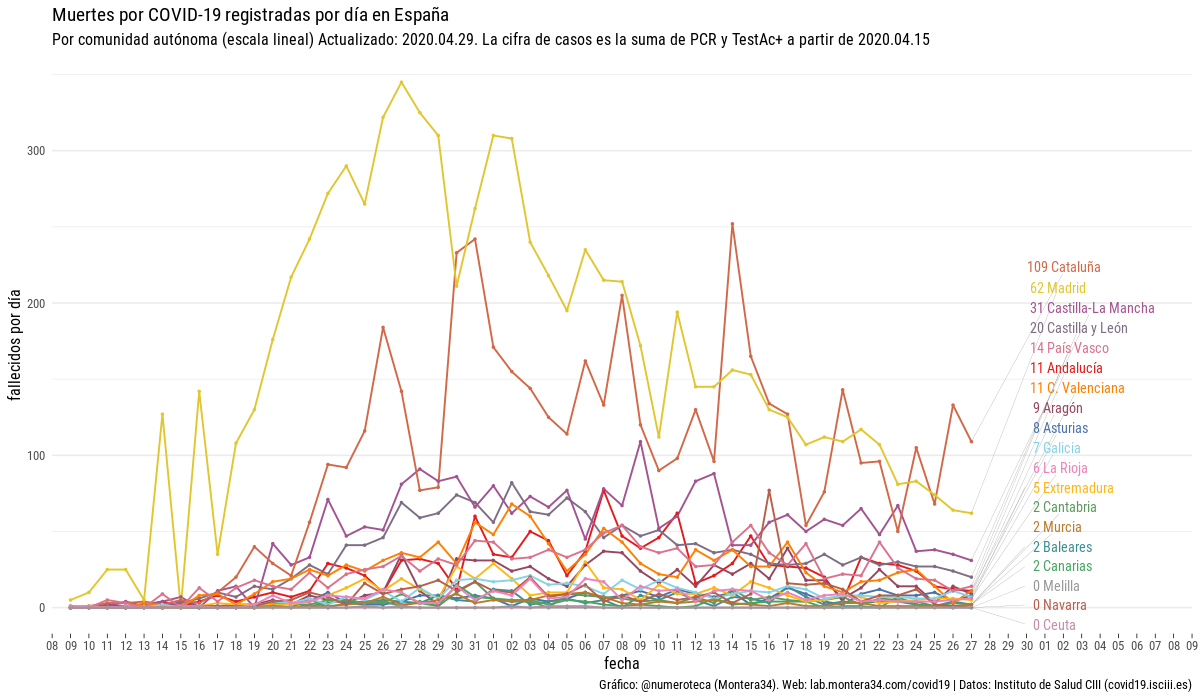 Muertes por COVID-19 registradas por día en España
Por comunidad autónoma (escala lineal) Actualizado: 2020.04.29. La cifra de casos es la suma de PCR y TestAc+ a partir de 2020.04.15
fallecidos por día
300
200
100
0
109 Cataluña
62 Madrid
31 Castilla-La Mancha
20 Castilla y León
14 País Vasco
11 Andalucía
11 C. Valenciana
9 Aragón
8 Asturias
7 Galicia
6 La Rioja
5 Extremadura
2 Cantabria
2 Murcia
2 Baleares
2 Canarias
0 Melilla
0 Navarra
0 Ceuta
08 09 10 11 12 13 14 15 16 17 18 19 20 21 22 23 24 25 26 27 28 29 30 31 01 02 03 04 05 06 07 08 09 10 11 12 13 14 15 16 17 18 19 20 21 22 23 24 25 26 27 28 29 30 01 02 03 04 05 06 07 08 09
fecha
Gráfico: @numeroteca (Montera34). Web: lab.montera34.com/covid19 | Datos: Instituto de Salud CIII (covid19.isciii.es)